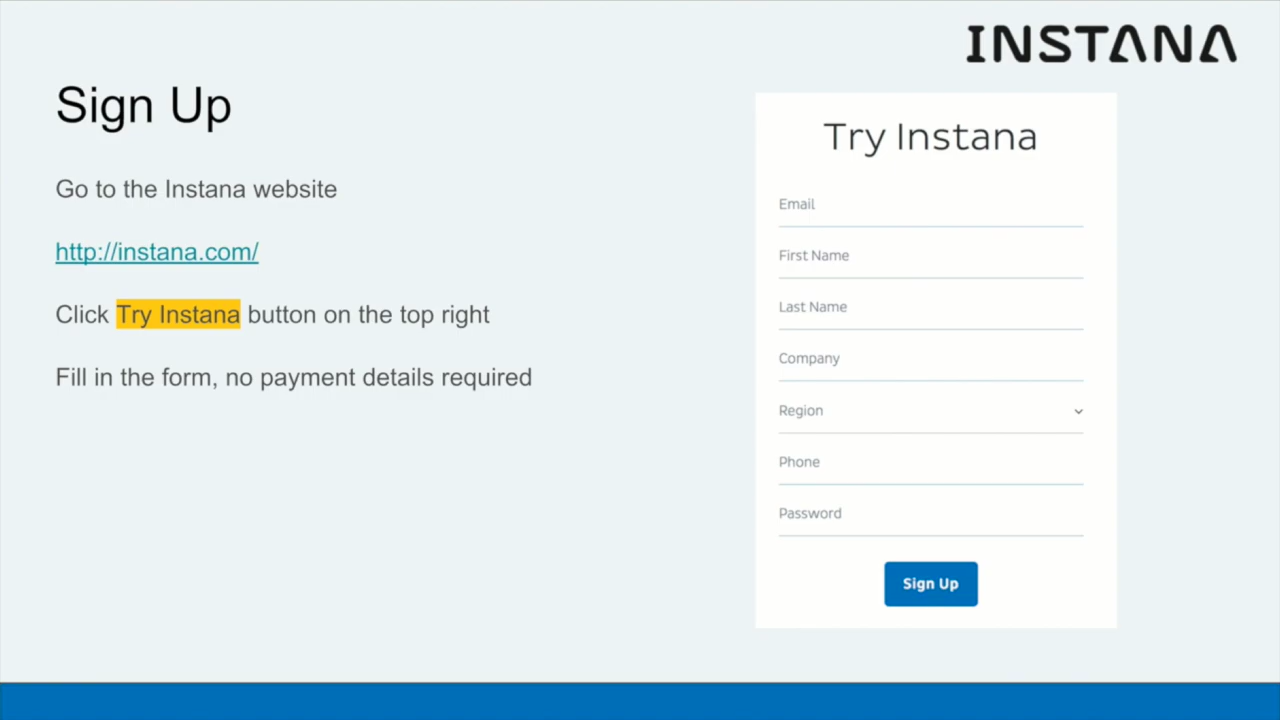 INSTANA
Sign Up
Go to the Instana website
http://instana.com/
Click Try Instana button on the top right
Fill in the form, no payment details required
Try Instana
Email
First Name
Last Name
Company
Region
Phone
Password
Sign Up